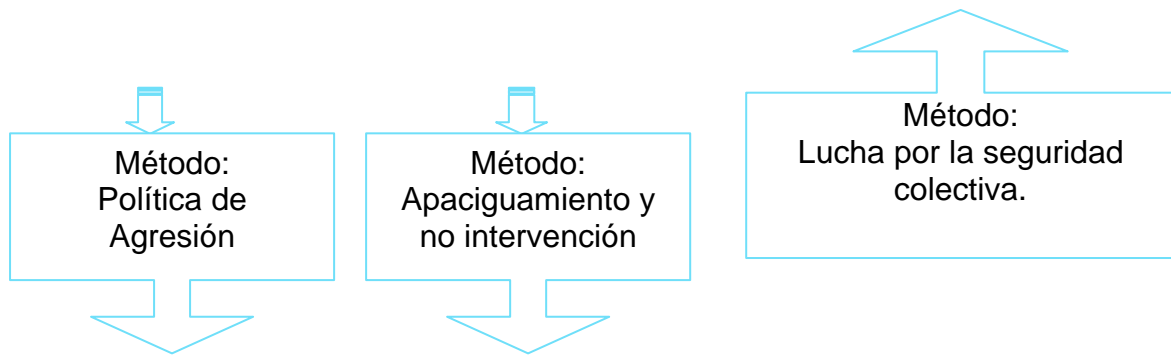 Método:
Política de
Agresión
Método:
Apaciguamiento y
no intervención
Método:
Lucha por la seguridad
colectiva.